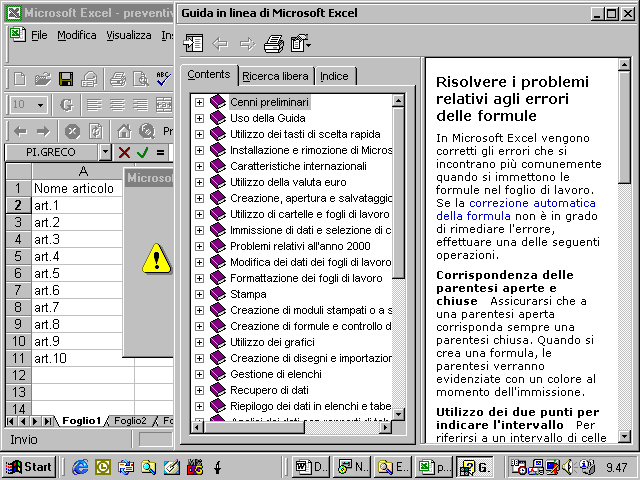 Microsoft Excel - preventiv
File Modifica Visualizza Ins
10 G
Pr
PI.GRECO =
A
1 Nome articolo
2 art.1
3 art.2
4 art.3
5 art.4
6 art.5
7 art.6
8 art.7
9 art.8
10 art.9
11 art.10
12
13
14
Foglio1 Foglio2 Fo
Invio
Microso
Guida in linea di Microsoft Excel
Contents Ricerca libera Indice
Cenni preliminari
Uso della Guida
Utilizzo dei tasti di scelta rapida
Installazione e rimozione di Micros
Caratteristiche internazionali
Utilizzo della valuta euro
Creazione, apertura e salvataggio
Utilizzo di cartelle e fogli di lavoro
Immissione di dati e selezione di c
Problemi relativi all'anno 2000
Modifica dei dati dei fogli di lavoro
Formattazione dei fogli di lavoro
Stampa
Creazione di moduli stampati o a s
Creazione di formule e controllo d
Utilizzo dei grafici
Creazione di disegni e importazion
Gestione di elenchi
Recupero di dati
Riepilogo dei dati in elenchi e tabe
Analisi dei dati con rapporti di tab
Risolvere i problemi
relativi agli errori
delle formule
In Microsoft Excel vengono
corretti gli errori che si
incontrano più comunemente
quando si immettono le
formule nel foglio di lavoro.
Se la correzione automatica
della formula non è in grado
di rimediare l'errore,
effettuare una delle seguenti
operazioni.
Corrispondenza delle
parentesi aperte e
chiuse Assicurarsi che a
una parentesi aperta
corrisponda sempre una
parentesi chiusa. Quando si
crea una formula, le
parentesi verranno
evidenziate con un colore al
momento dell'immissione.
Utilizzo dei due punti per
indicare l'intervallo Per
riferirsi a un intervallo di celle
Start D... N... E... p... G. 9.47